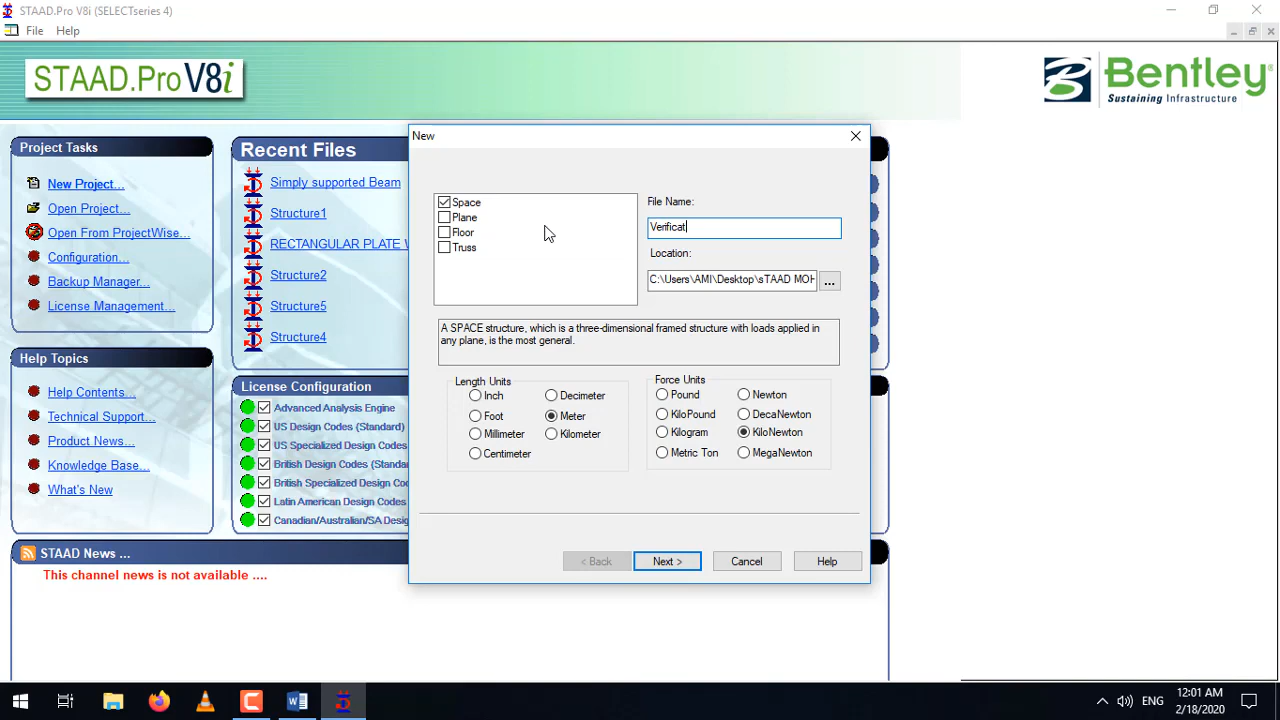 STAAD.Pro V8i (SELECTseries 4)
File Help
STAAD.Pro V8i
Bentley
Sustaining Infrastructure
Project Tasks
New Project...
Open Project...
Open From ProjectWise...
Configuration...
Backup Manager...
License Management...
Help Topics
Help Contents...
Technical Support...
Product News...
Knowledge Base...
What's New
Recent Files
Simply supported Beam
Structure1
RECTANGULAR PLATE
Structure2
Structure5
Structure4
License Configuration
Advanced Analysis Engine
US Design Codes (Standard)
US Specialized Design Codes
British Design Codes (Standa
British Specialized Design Co
Latin American Design Codes
Canadian/Australian/SA Desig
New
Space
Plane
Floor
Truss
File Name:
Verificat
Location:
C:\Users\AMI\Desktop\sTAAD MOH
...
A SPACE structure, which is a three-dimensional framed structure with loads applied in
any plane, is the most general.
Length Units
Inch Decimeter
Foot Meter
Millimeter Kilometer
Centimeter
Force Units
Pound Newton
KiloPound DecaNewton
Kilogram KiloNewton
Metric Ton MegaNewton
< Back Next > Cancel Help
STAAD News ...
This channel news is not available ....
ENG
12:01 AM
2/18/2020